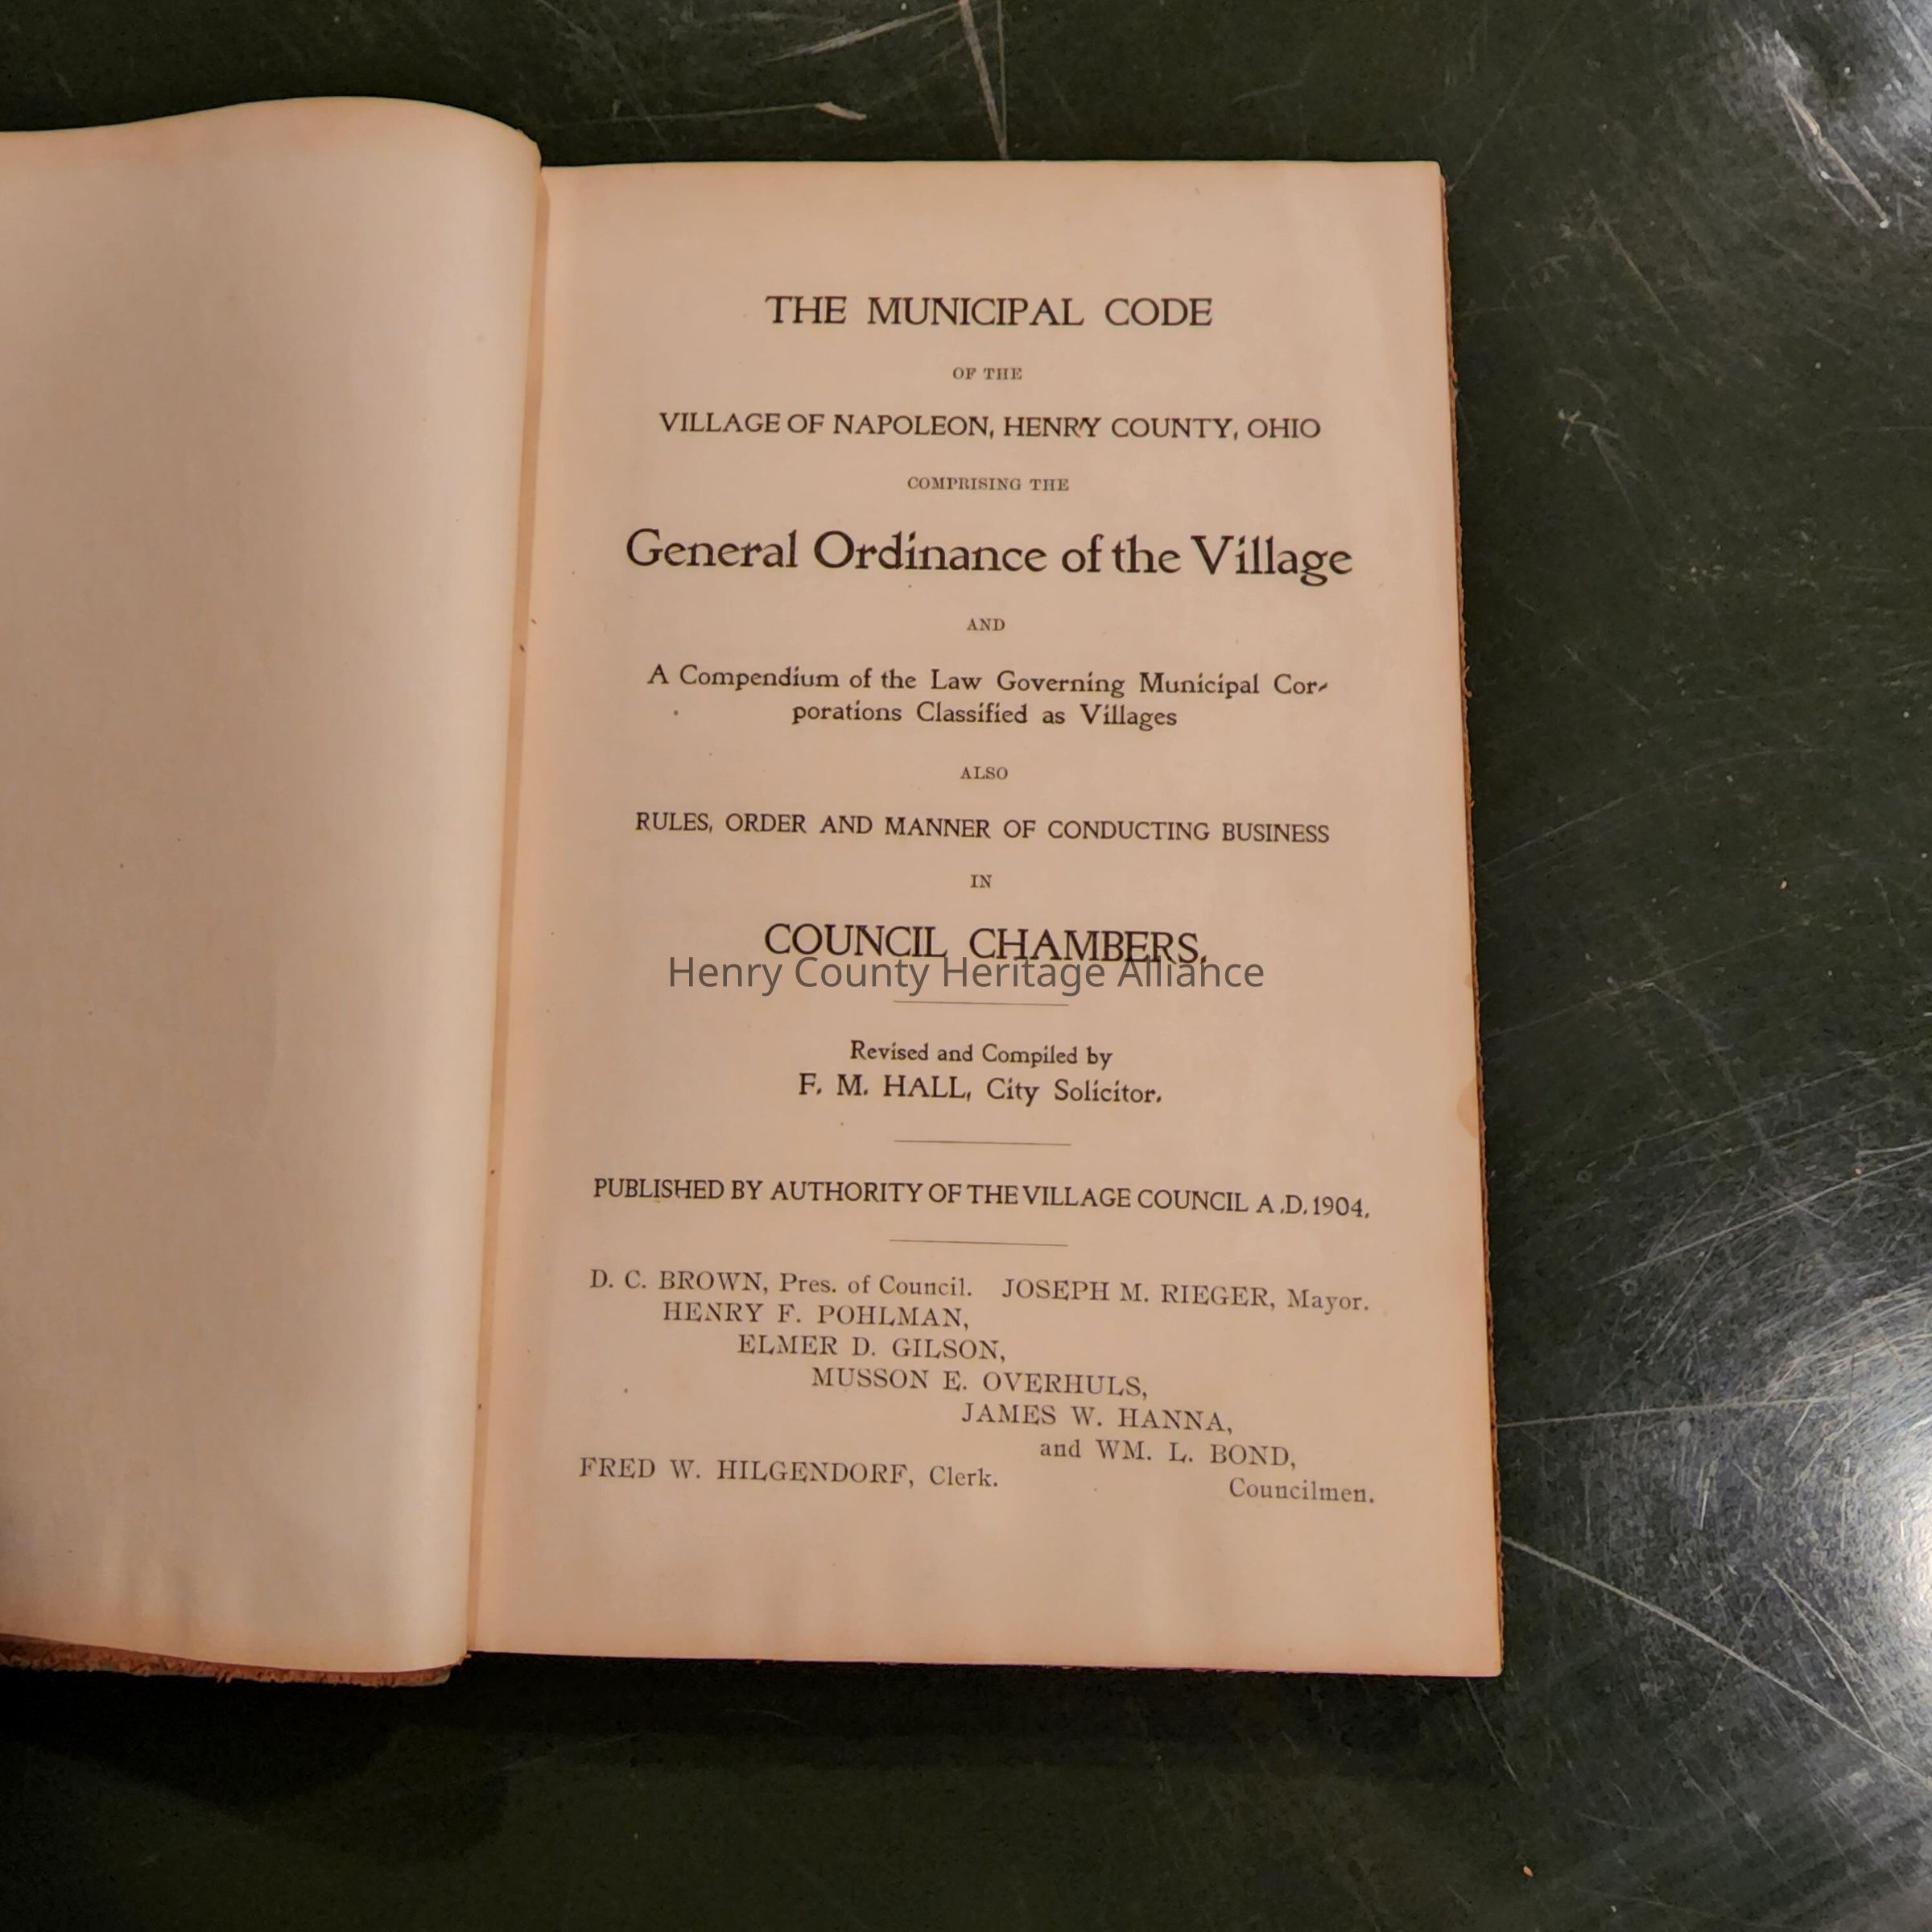 THE MUNICIPAL CODE
OF THE
VILLAGE OF NAPOLEON, HENRY COUNTY, OHIO
COMPRISING THE
General Ordinance of the Village
AND
A Compendium of the Law Governing Municipal Cor-
porations Classified as Villages
ALSO
RULES, ORDER AND MANNER OF CONDUCTING BUSINESS
IN
COUNCIL CHAMBERS.
Henry County Heritage Alliance
Revised and Compiled by
F. M. HALL, City Solicitor.
PUBLISHED BY AUTHORITY OF THE VILLAGE COUNCIL A.D. 1904.
D. C. BROWN, Pres. of Council. JOSEPH M. RIEGER, Mayor.
HENRY F. POHLMAN,
ELMER D. GILSON,
MUSSON E. OVERHULS,
JAMES W. HANNA,
and WM. L. BOND,
FRED W. HILGENDORF, Clerk.
Councilmen.